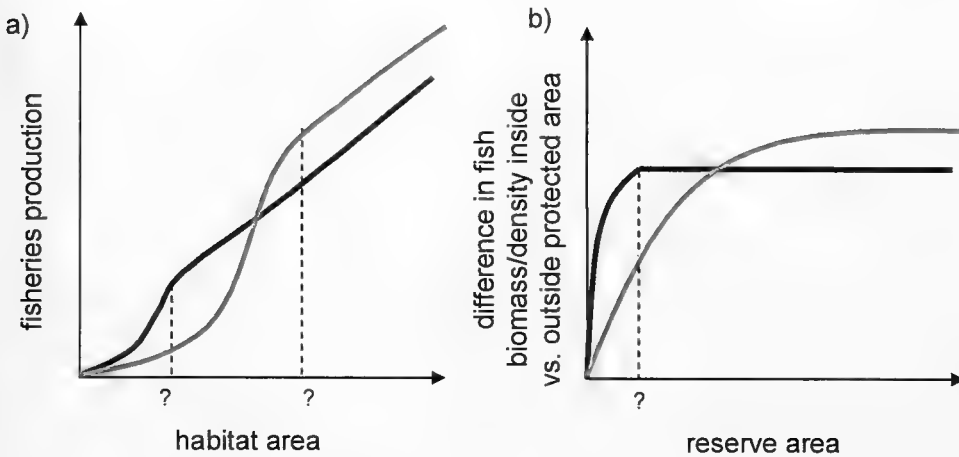 a)
fisheries production
?
?
habitat area
b)
difference in fish
biomass/density inside
vs. outside protected area
?
reserve area